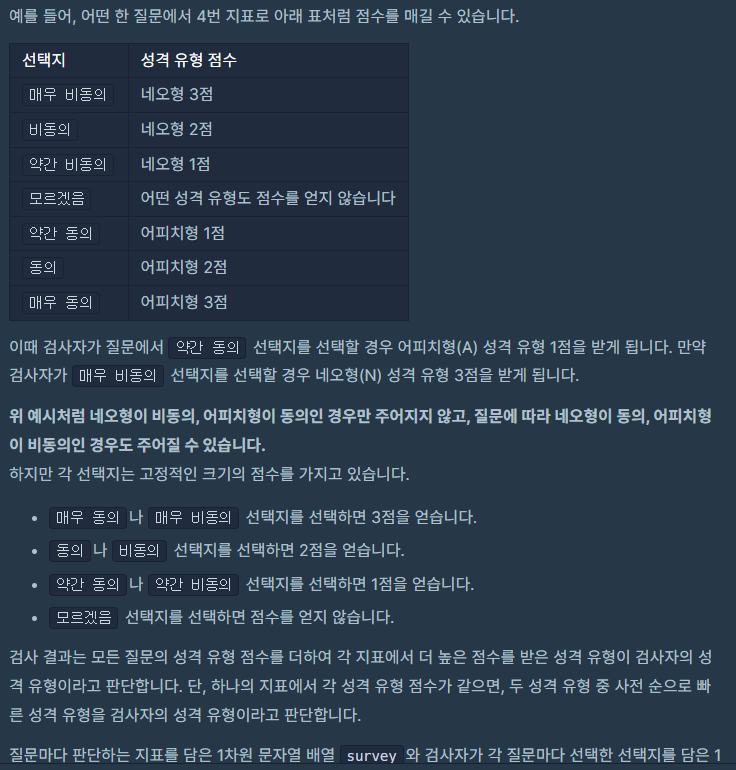 예를 들어, 어떤 한 질문에서 4번 지표로 아래 표처럼 점수를 매길 수 있습니다.
선택지 성격 유형 점수
매우 비동의 네오형 3점
비동의 네오형 2점
약간 비동의 네오형 1점
모르겠음 어떤 성격 유형도 점수를 얻지 않습니다
약간 동의 어피치형 1점
동의 어피치형 2점
매우 동의 어피치형 3점
이때 검사자가 질문에서 약간 동의 선택지를 선택할 경우 어피치형(A) 성격 유형 1점을 받게 됩니다. 만약
검사자가 매우 비동의 선택지를 선택할 경우 네오형(N) 성격 유형 3점을 받게 됩니다.
위 예시처럼 네오형이 비동의, 어피치형이 동의인 경우만 주어지지 않고, 질문에 따라 네오형이 동의, 어피치형
이 비동의인 경우도 주어질 수 있습니다.
하지만 각 선택지는 고정적인 크기의 점수를 가지고 있습니다.
• 매우 동의 나 매우 비동의 선택지를 선택하면 3점을 얻습니다.
• 동의 나 비동의 선택지를 선택하면 2점을 얻습니다.
• 약간 동의 나 약간 비동의 선택지를 선택하면 1점을 얻습니다.
• 모르겠음 선택지를 선택하면 점수를 얻지 않습니다.
검사 결과는 모든 질문의 성격 유형 점수를 더하여 각 지표에서 더 높은 점수를 받은 성격 유형이 검사자의 성
격 유형이라고 판단합니다. 단, 하나의 지표에서 각 성격 유형 점수가 같으면, 두 성격 유형 중 사전 순으로 빠
른 성격 유형을 검사자의 성격 유형이라고 판단합니다.
질문마다 판단하는 지표를 담은 1차원 문자열 배열 survey 와 검사자가 각 질문마다 선택한 선택지를 담은 1